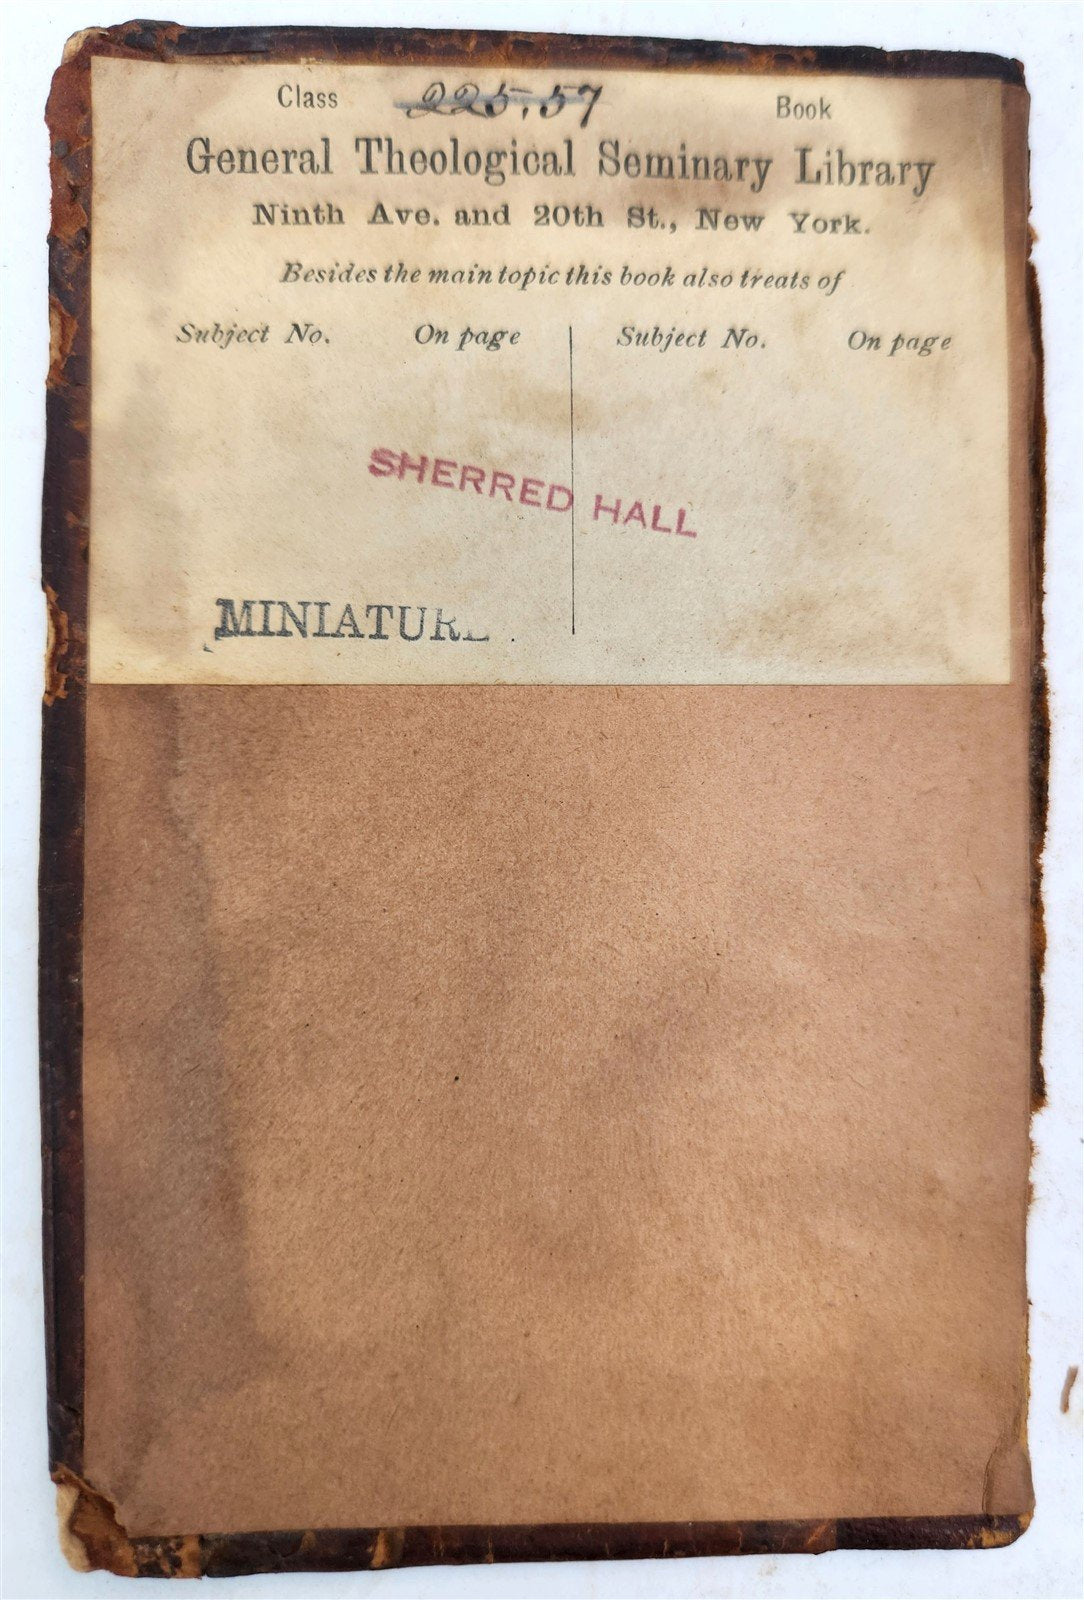 Class 225.57 Book
General Theological Seminary Library
Ninth Ave. and 20th St., New York.
Besides the main topic this book also treats of
Subject No. On page Subject No. On page
SHERRED HALL
MINIATURE